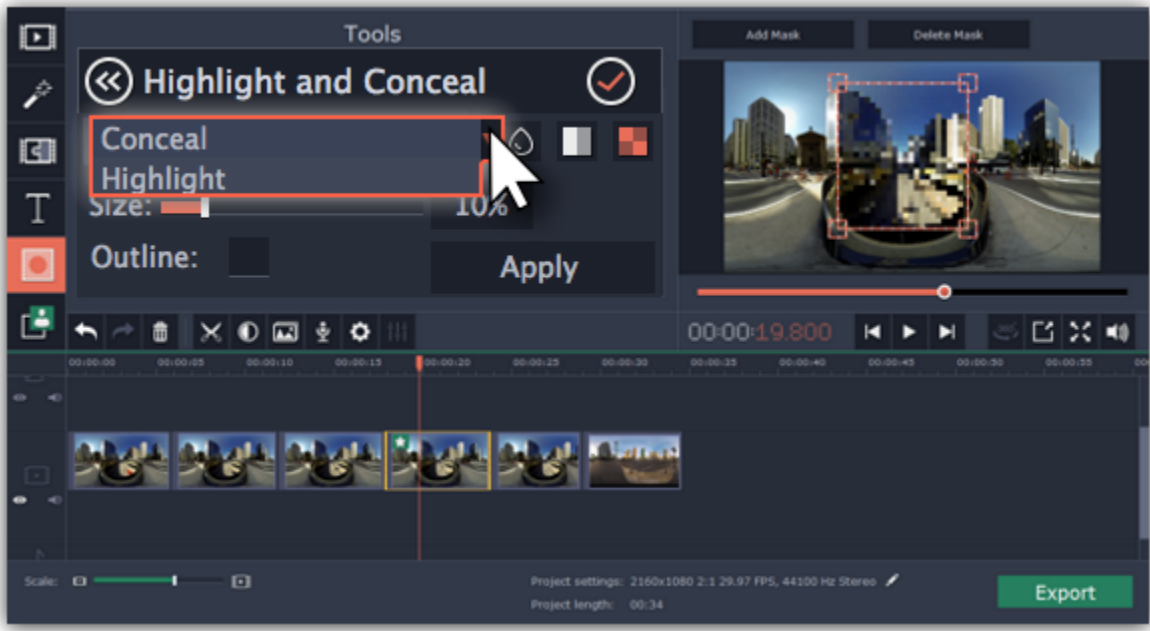 Tools
Add Mask
Delete Mask
Highlight and Conceal
Conceal
Highlight
Size:
10%
Outline:
Apply
00:00:19.800
00:00:00 00:00:05 00:00:10 00:00:15 00:00:20 00:00:25 00:00:30 00:00:35 00:00:40 00:00:45 00:00:50 00:00:55
Scale:
Project settings: 2160x1080 2:1 29.97 FPS, 44100 Hz Stereo
Project length: 00:34
Export